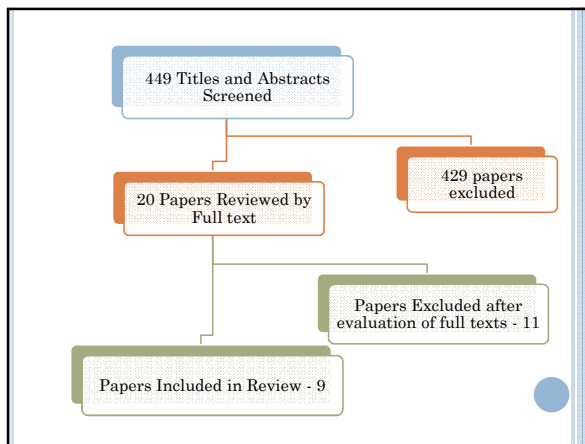 449 Titles and Abstracts
Screened
429 papers
excluded
20 Papers Reviewed by
Full text
Papers Excluded after
evaluation of full texts - 11
Papers Included in Review - 9